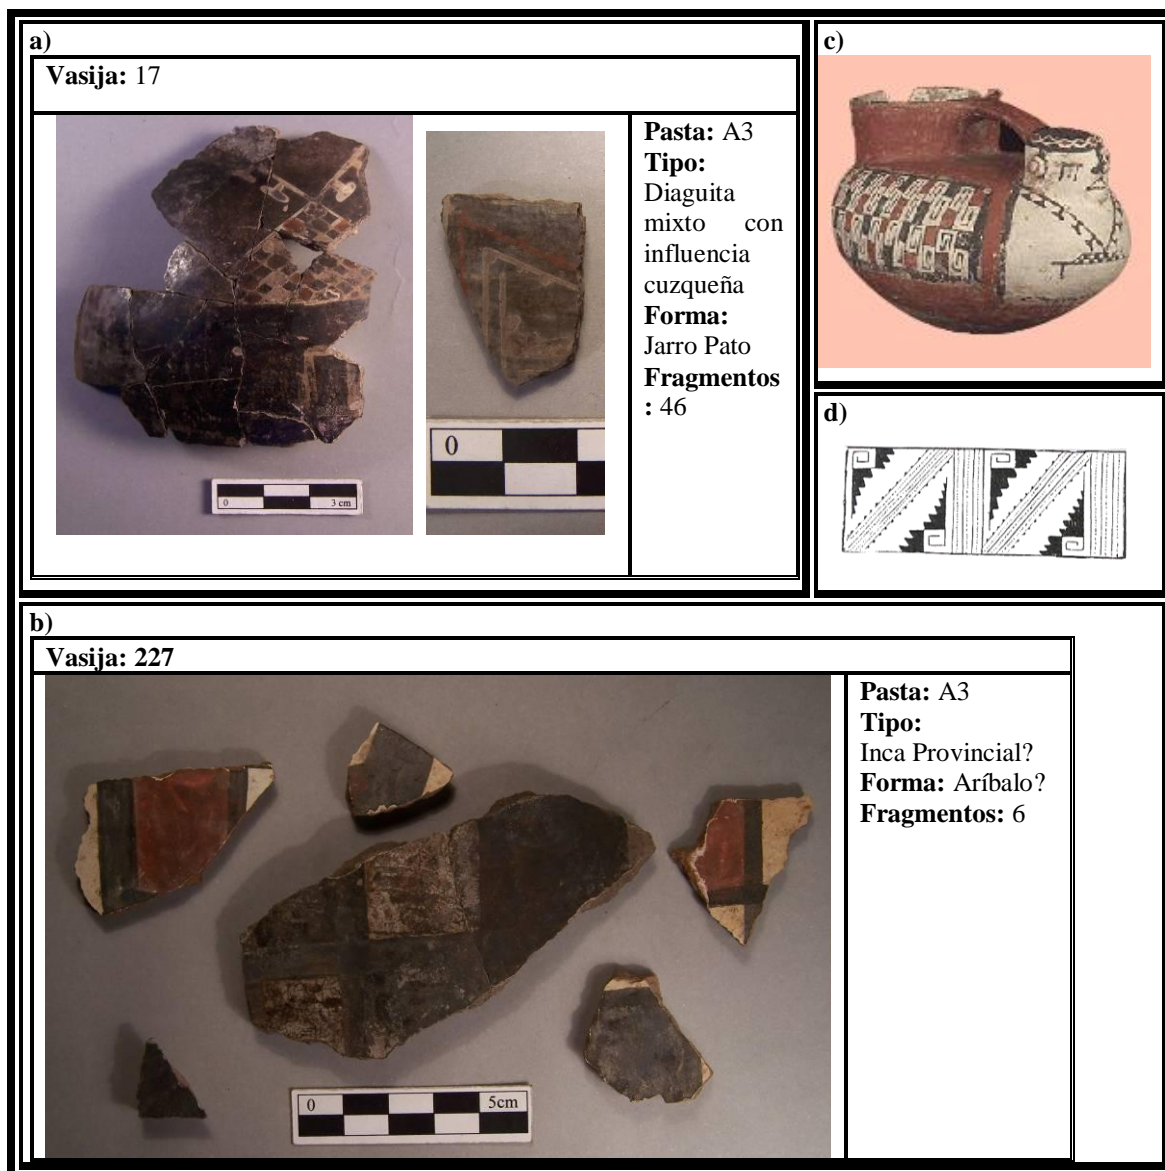 a)
Vasija: 17
Pasta: A3
Tipo:
Diaguita
mixto con
influencia
cuzqueña
Forma:
Jarro Pato
Fragmentos
: 46
0 3 cm
0
c)
d)
b)
Vasija: 227
Pasta: A3
Tipo:
Inca Provincial?
Forma: Aríbalo?
Fragmentos: 6
0 5cm